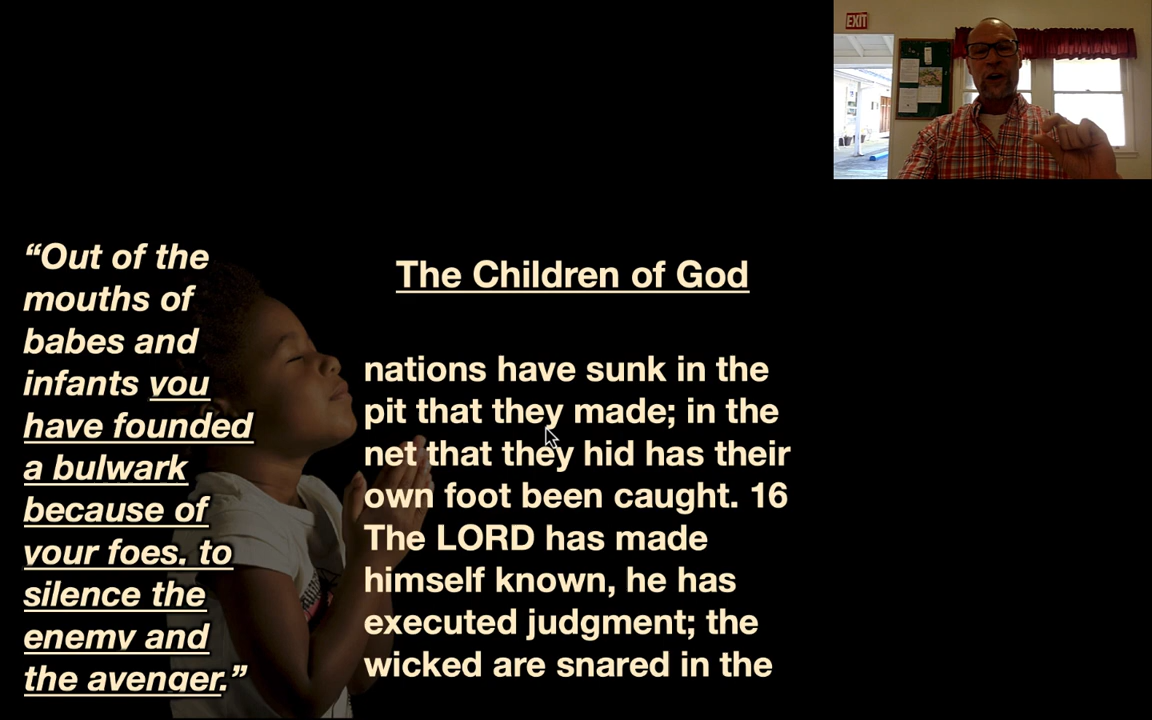 EXIT
“Out of the
mouths of
babes and
infants you
have founded
a bulwark
because of
your foes, to
silence the
enemy and
the avenger.”
The Children of God
nations have sunk in the
pit that they made; in the
net that they hid has their
own foot been caught. 16
The LORD has made
himself known, he has
executed judgment; the
wicked are snared in the